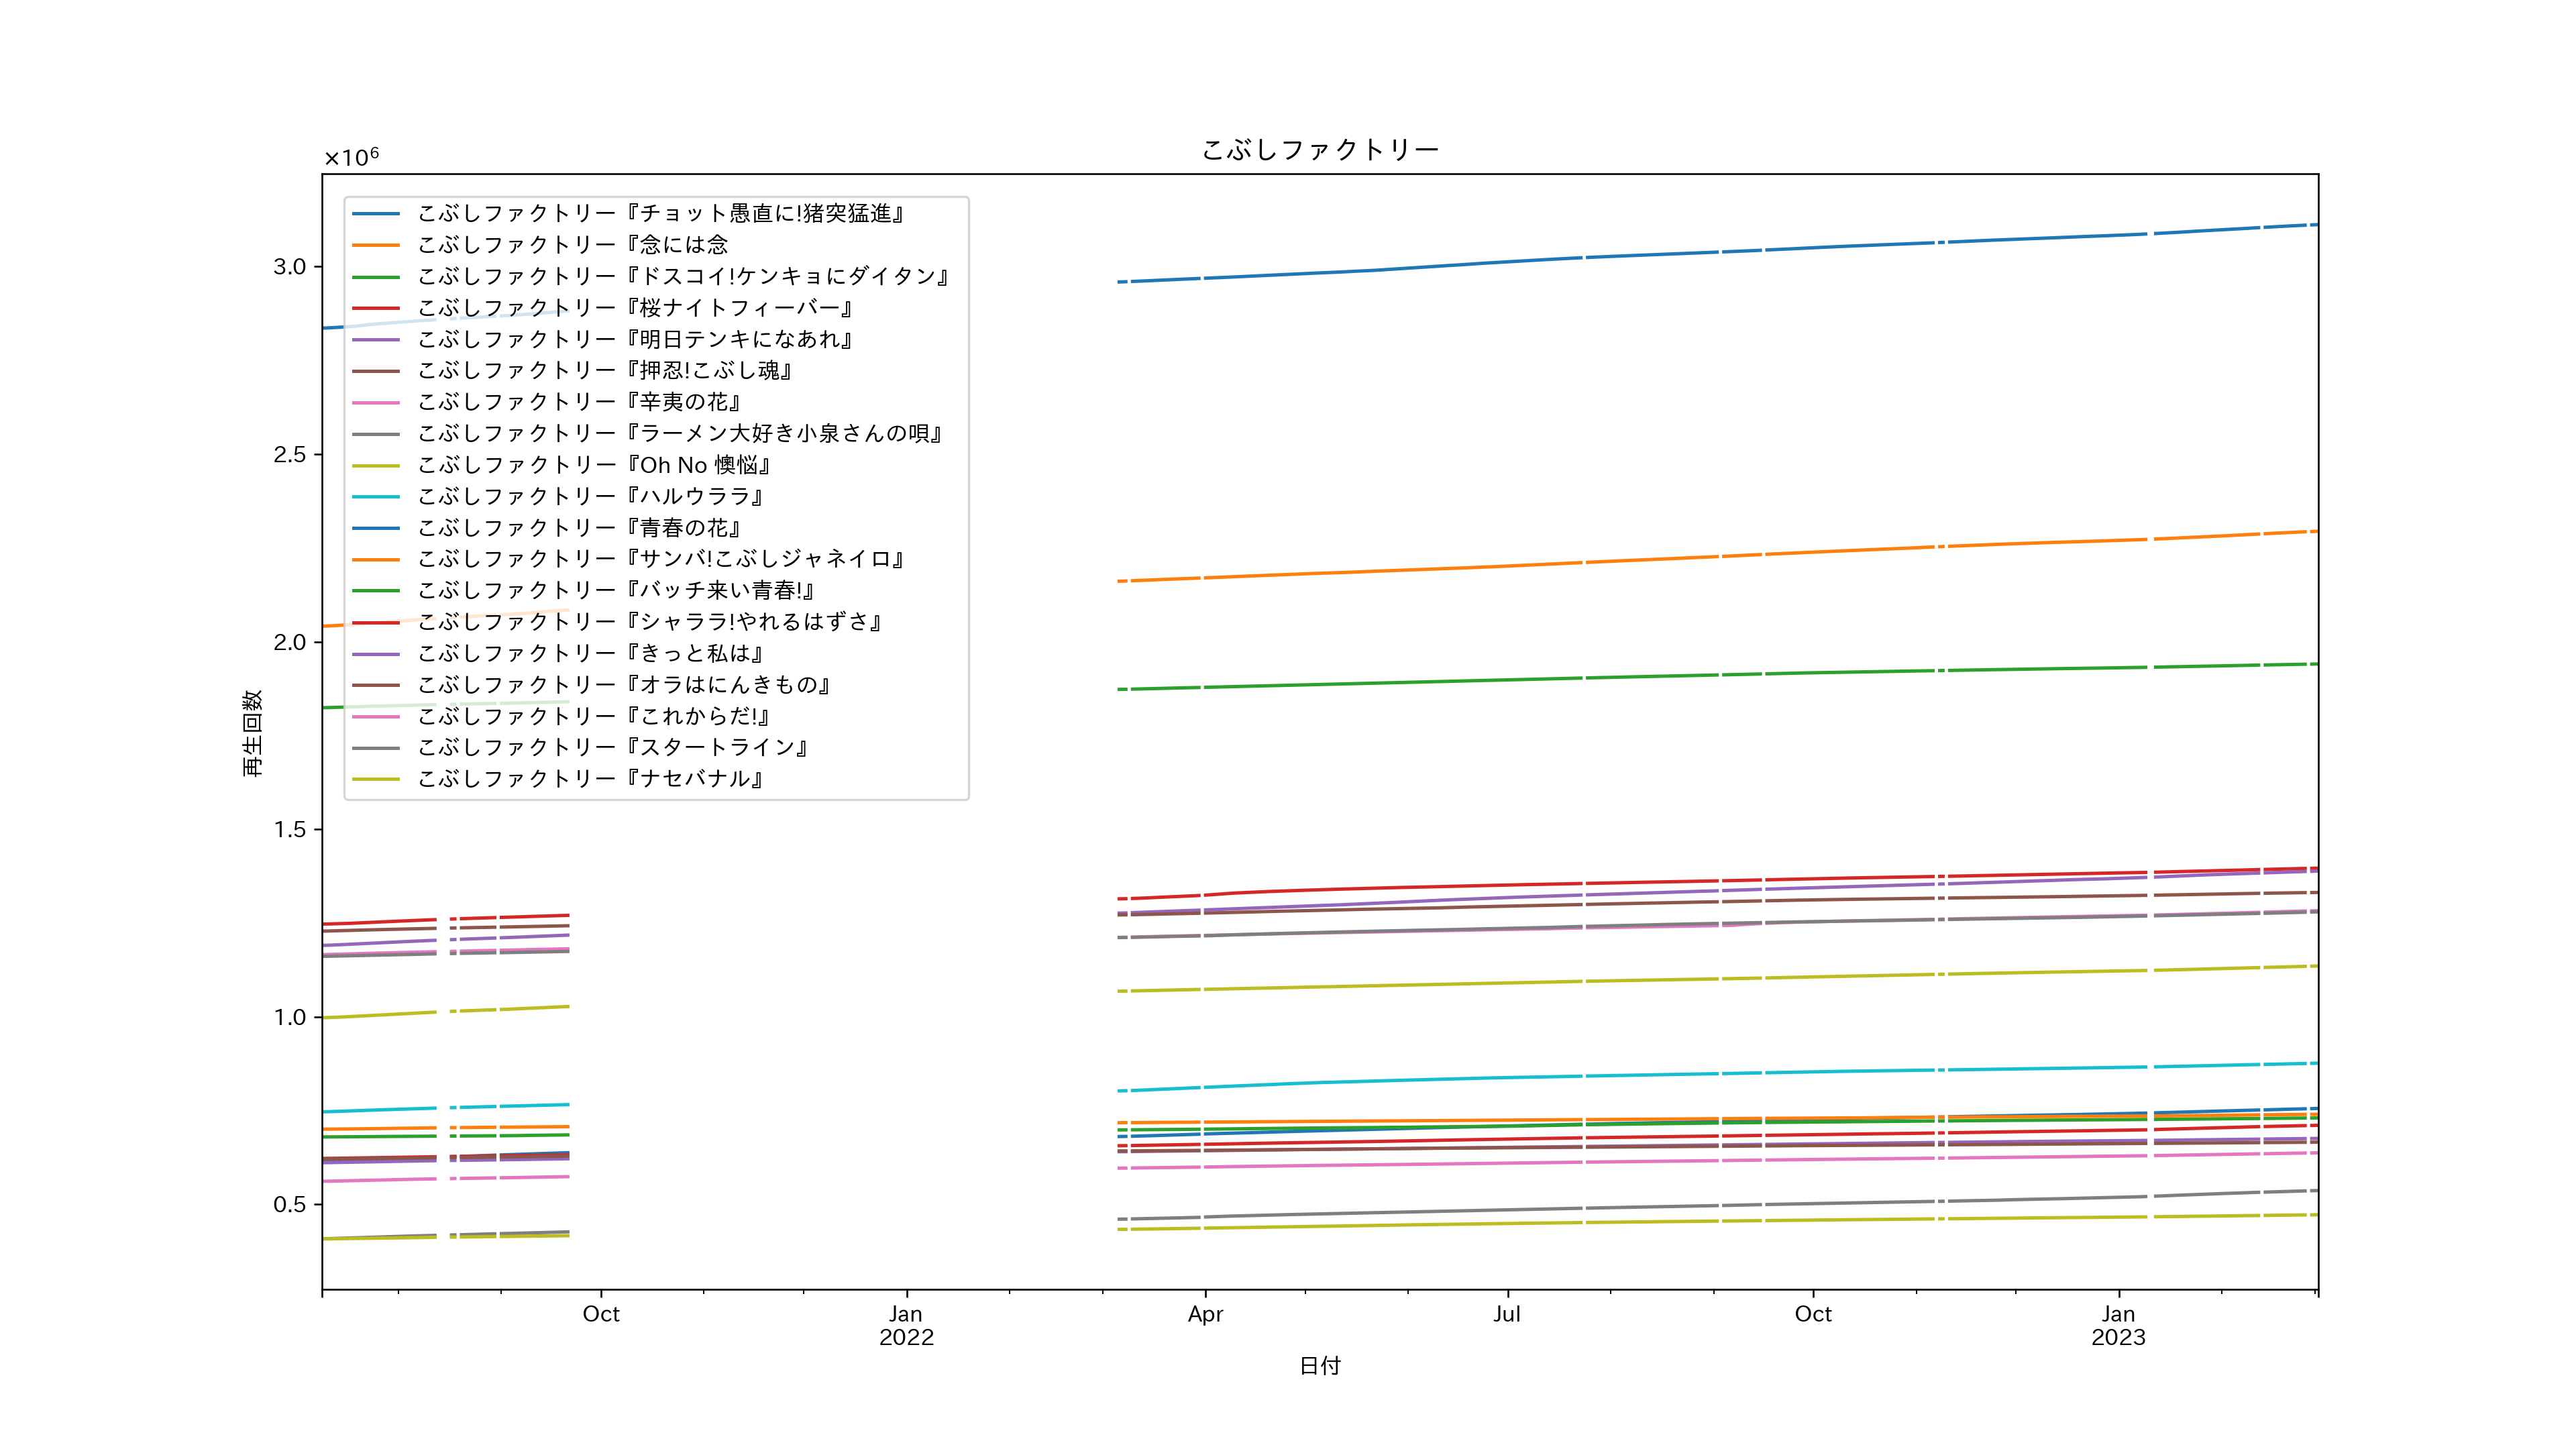 こぶしファクトリー
×10⁶
こぶしファクトリー『チョット愚直に!猪突猛進』
こぶしファクトリー『念には念
こぶしファクトリー『ドスコイ!ケンキョにダイタン』
こぶしファクトリー『桜ナイトフィーバー』
こぶしファクトリー『明日テンキになあれ』
こぶしファクトリー『押忍!こぶし魂』
こぶしファクトリー『辛夷の花』
こぶしファクトリー『ラーメン大好き小泉さんの唄』
こぶしファクトリー『Oh No 懊悩』
こぶしファクトリー『ハルウララ』
こぶしファクトリー『青春の花』
こぶしファクトリー『サンバ!こぶしジャネイロ』
こぶしファクトリー『バッチ来い青春!』
こぶしファクトリー『シャララ!やれるはずさ』
こぶしファクトリー『きっと私は』
こぶしファクトリー『オラはにんきもの』
こぶしファクトリー『これからだ!』
こぶしファクトリー『スタートライン』
こぶしファクトリー『ナセバナル』
3.0
2.5
2.0
1.5
1.0
0.5
再生回数
Oct
Jan
2022
Apr
Jul
Oct
Jan
2023
日付